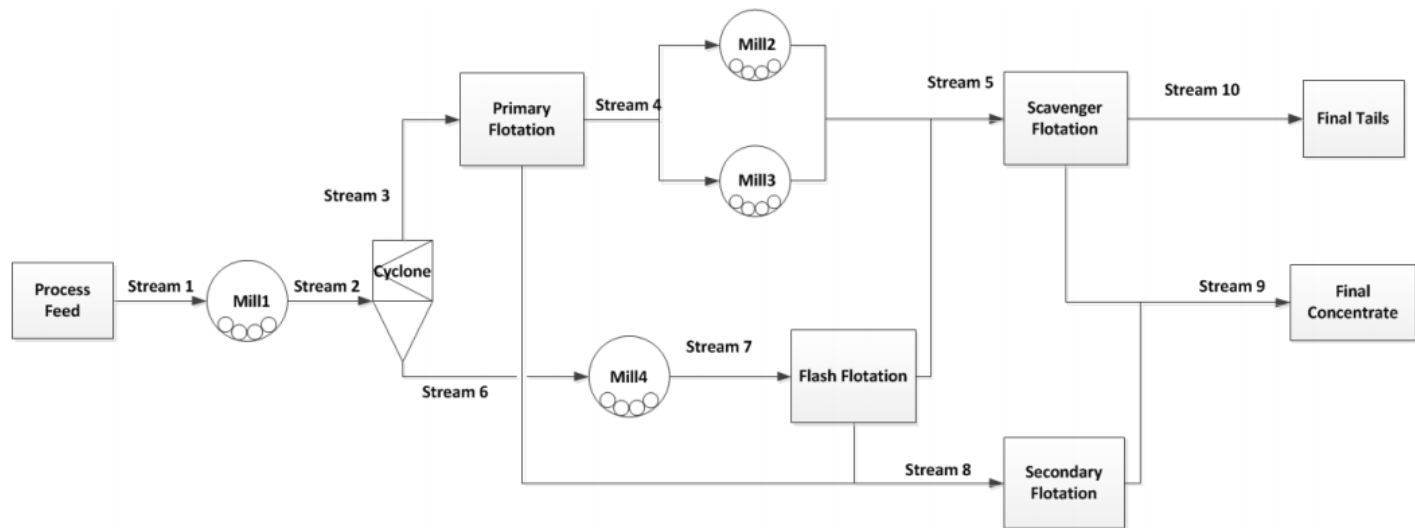 Mill2
Stream 5
Stream 10
Primary
Flotation
Stream 4
Scavenger
Flotation
Final Tails
Mill3
Stream 3
Process
Feed
Stream 1
Mill1
Stream 2
Cyclone
Stream 9
Final
Concentrate
Stream 6
Mill4
Stream 7
Flash Flotation
Stream 8
Secondary
Flotation